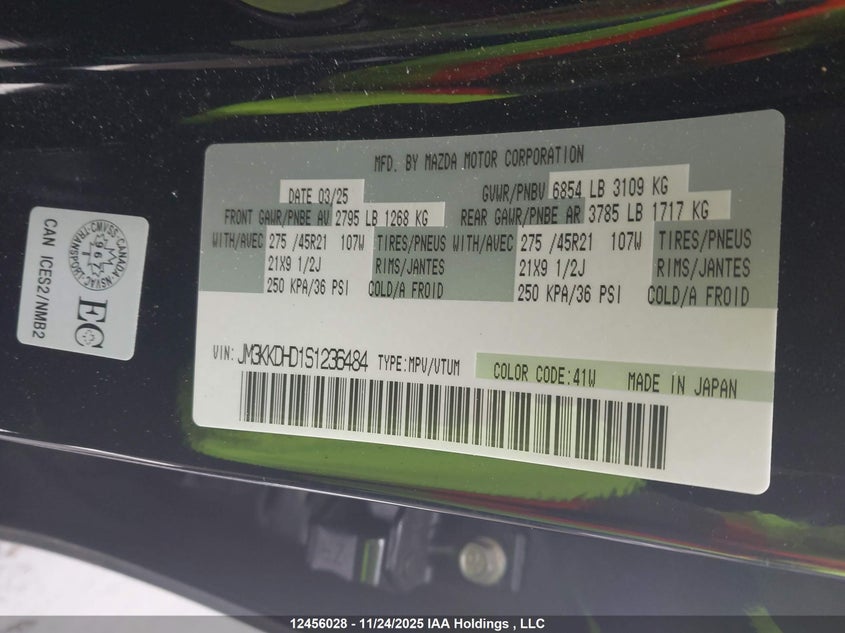 MFD. BY MAZDA MOTOR CORPORATION
DATE 03/25
GVWR/PNBV 6854 LB 3109 KG
FRONT GAWR/PNBE AV 2795 LB 1268 KG
REAR GAWR/PNBE AR 3785 LB 1717 KG
WITH/AVEC 275 /45R21 107W TIRES/PNEUS
21X9 1/2J RIMS/JANTES
250 KPA/36 PSI COLD/A FROID
WITH/AVEC 275 /45R21 107W TIRES/PNEUS
21X9 1/2J RIMS/JANTES
250 KPA/36 PSI COLD/A FROID
VIN: JM3KKDHD1S1236484 TYPE:MPV/VTUM
COLOR CODE:41W MADE IN JAPAN
CAN ICES2/NMB2
EC
12456028 - 11/24/2025 IAA Holdings , LLC